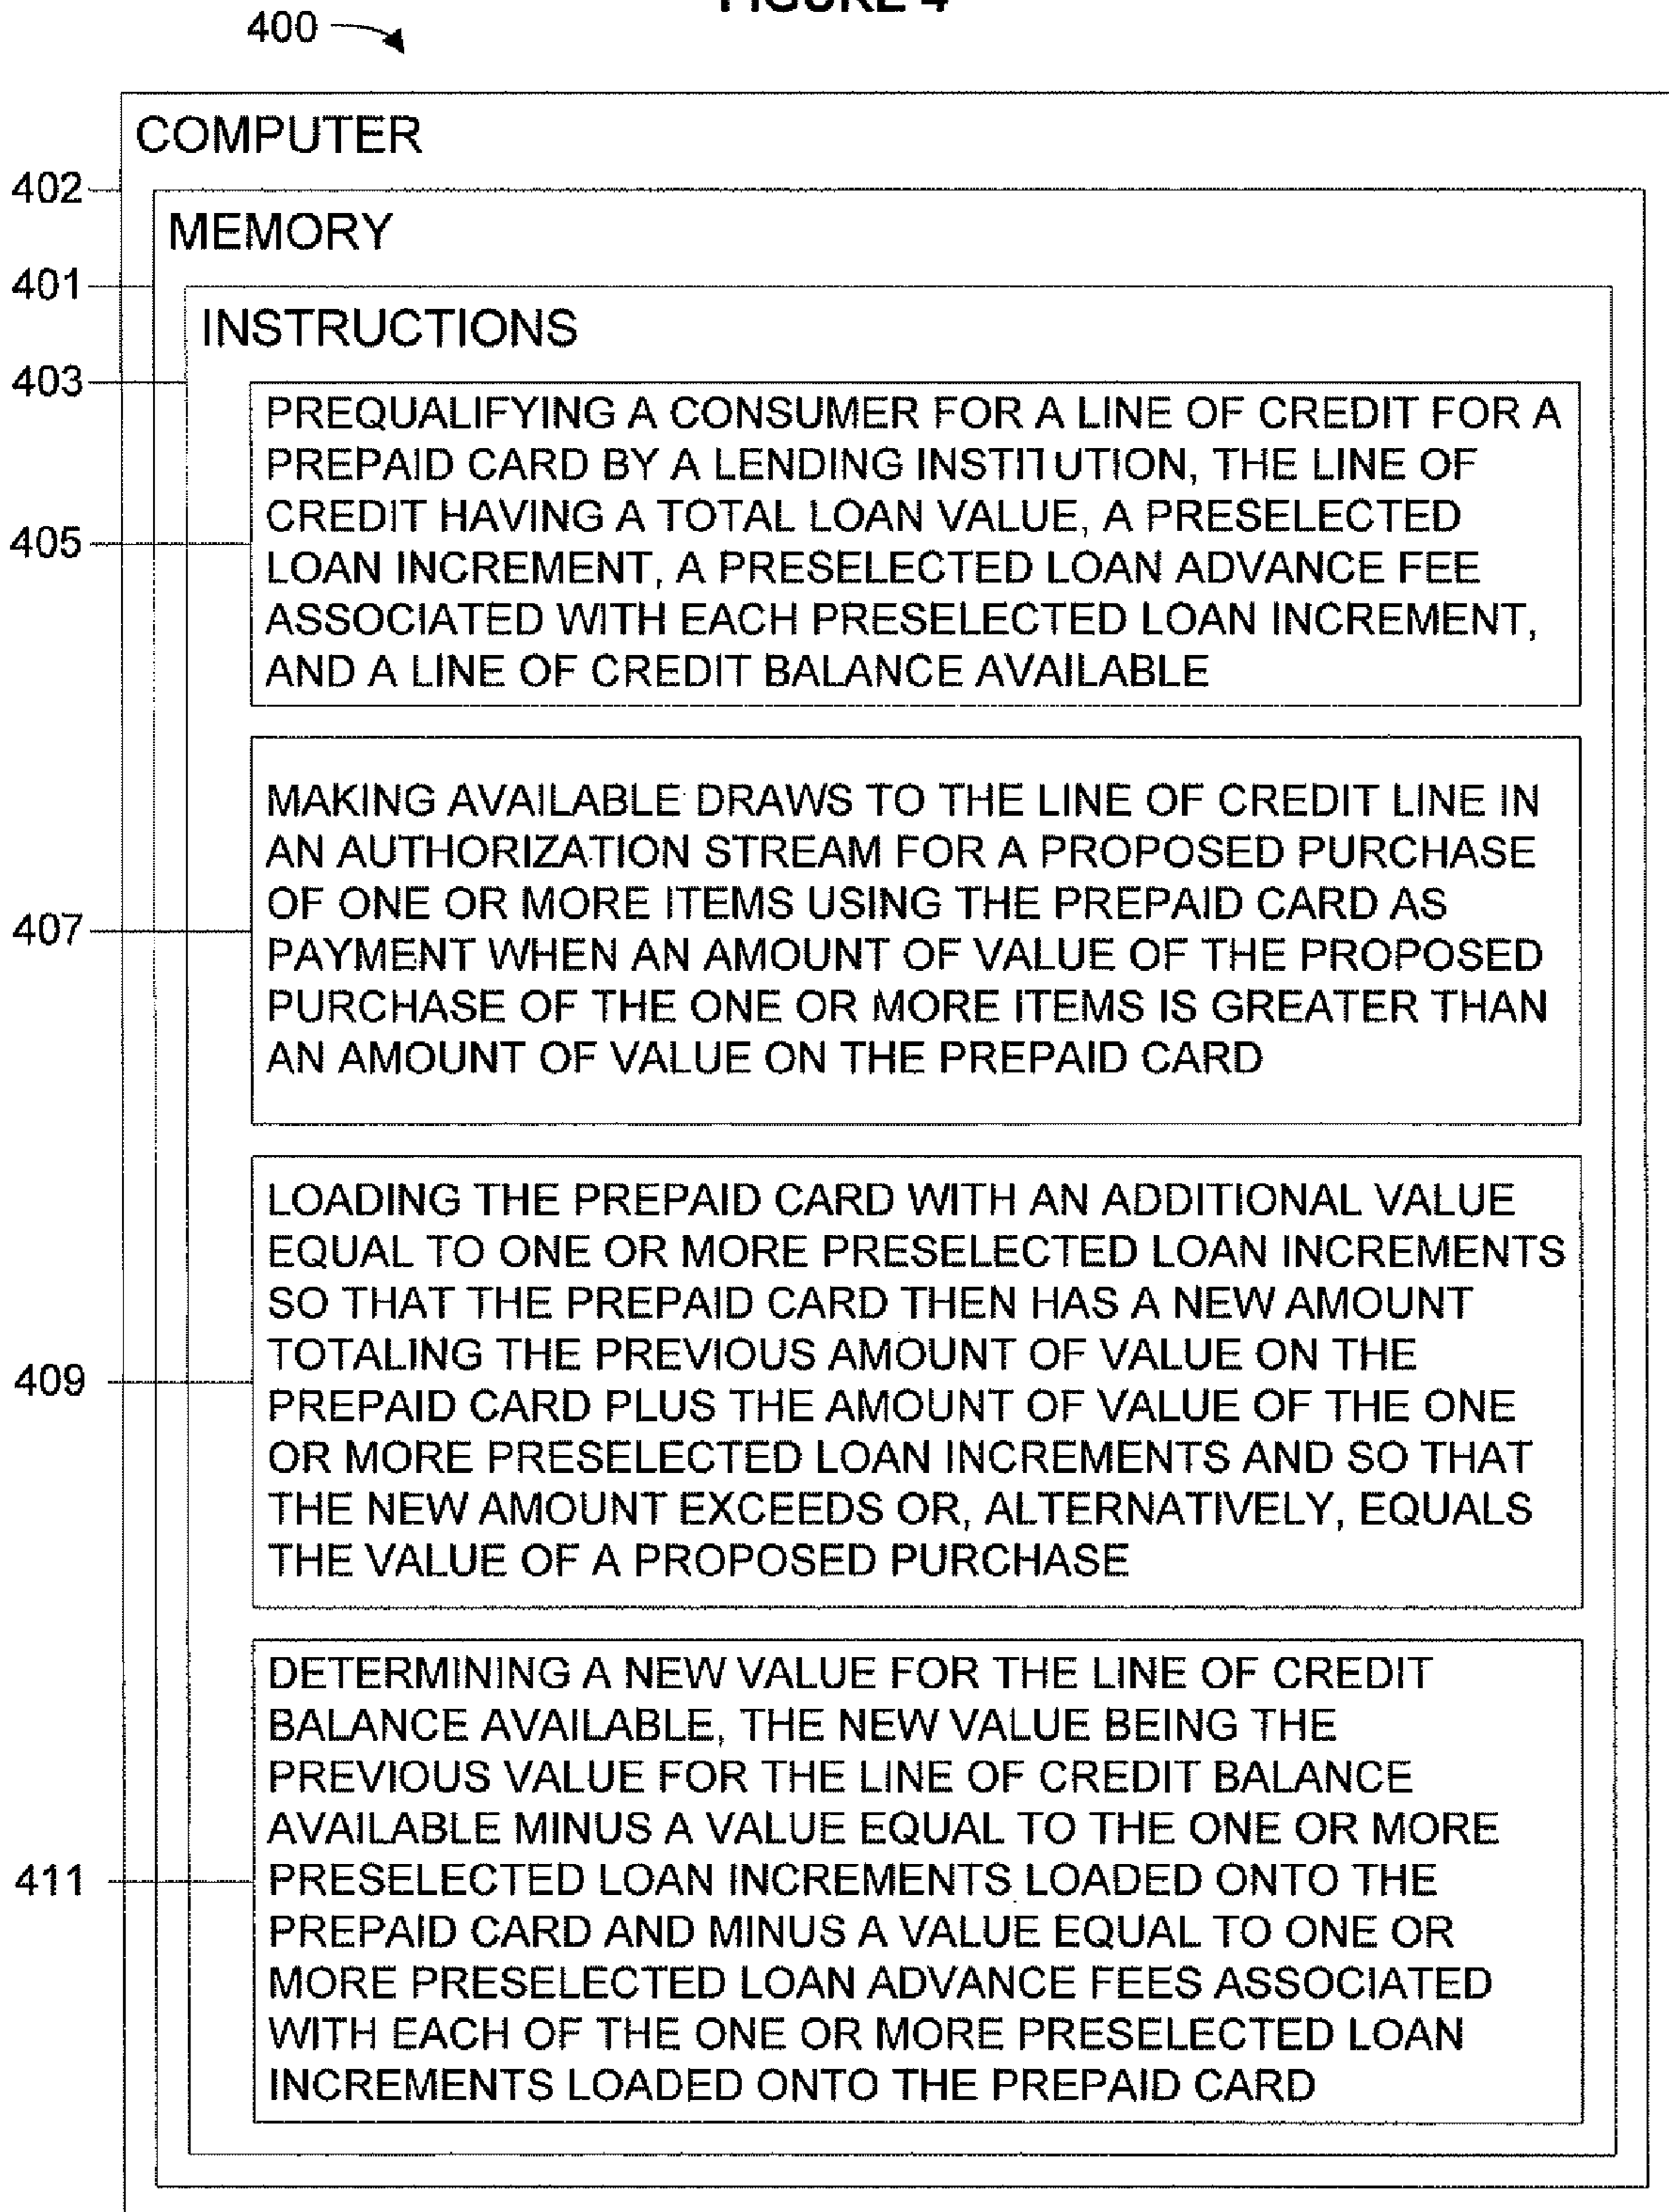 FIGURE 4
400
COMPUTER
402
MEMORY
401
INSTRUCTIONS
403
PREQUALIFYING A CONSUMER FOR A LINE OF CREDIT FOR A
PREPAID CARD BY A LENDING INSTITUTION, THE LINE OF
CREDIT HAVING A TOTAL LOAN VALUE, A PRESELECTED
405
LOAN INCREMENT, A PRESELECTED LOAN ADVANCE FEE
ASSOCIATED WITH EACH PRESELECTED LOAN INCREMENT,
AND A LINE OF CREDIT BALANCE AVAILABLE
MAKING AVAILABLE DRAWS TO THE LINE OF CREDIT LINE IN
AN AUTHORIZATION STREAM FOR A PROPOSED PURCHASE
OF ONE OR MORE ITEMS USING THE PREPAID CARD AS
407
PAYMENT WHEN AN AMOUNT OF VALUE OF THE PROPOSED
PURCHASE OF THE ONE OR MORE ITEMS IS GREATER THAN
AN AMOUNT OF VALUE ON THE PREPAID CARD
LOADING THE PREPAID CARD WITH AN ADDITIONAL VALUE
EQUAL TO ONE OR MORE PRESELECTED LOAN INCREMENTS
SO THAT THE PREPAID CARD THEN HAS A NEW AMOUNT
TOTALING THE PREVIOUS AMOUNT OF VALUE ON THE
409
PREPAID CARD PLUS THE AMOUNT OF VALUE OF THE ONE
OR MORE PRESELECTED LOAN INCREMENTS AND SO THAT
THE NEW AMOUNT EXCEEDS OR, ALTERNATIVELY, EQUALS
THE VALUE OF A PROPOSED PURCHASE
DETERMINING A NEW VALUE FOR THE LINE OF CREDIT
BALANCE AVAILABLE, THE NEW VALUE BEING THE
PREVIOUS VALUE FOR THE LINE OF CREDIT BALANCE
AVAILABLE MINUS A VALUE EQUAL TO THE ONE OR MORE
411
PRESELECTED LOAN INCREMENTS LOADED ONTO THE
PREPAID CARD AND MINUS A VALUE EQUAL TO ONE OR
MORE PRESELECTED LOAN ADVANCE FEES ASSOCIATED
WITH EACH OF THE ONE OR MORE PRESELECTED LOAN
INCREMENTS LOADED ONTO THE PREPAID CARD